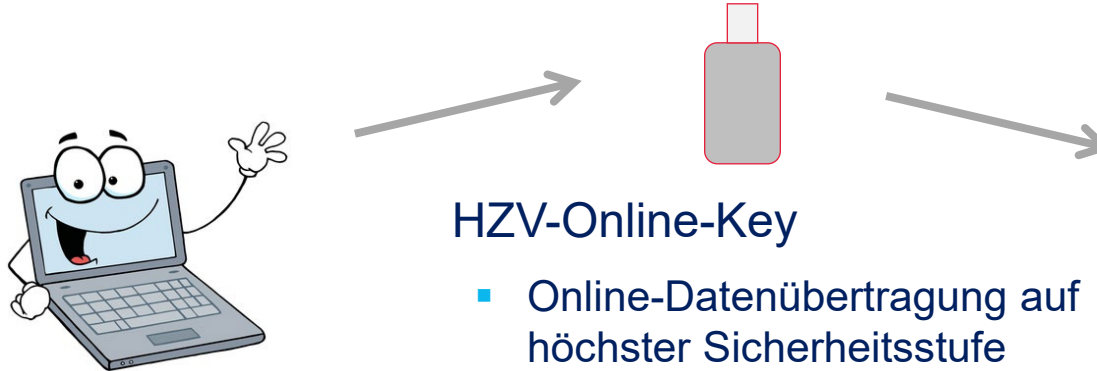 HZV-Online-Key
▪ Online-Datenübertragung auf
höchster Sicherheitsstufe